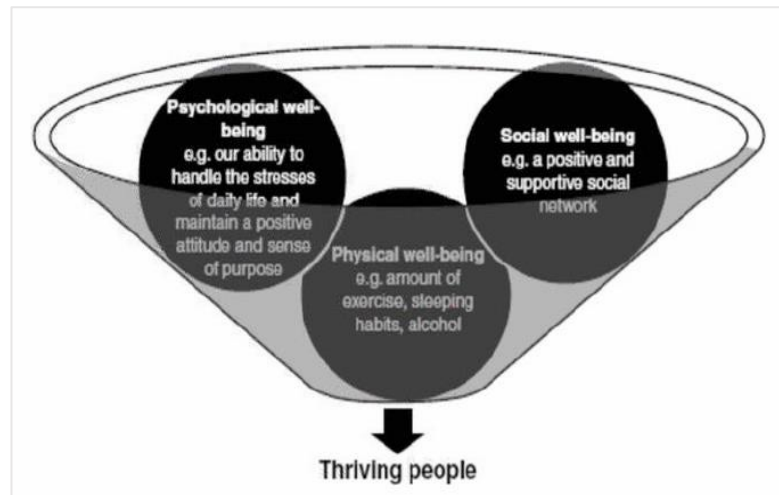 Psychological well-
being
e.g. our ability to
handle the stresses
of daily life and
maintain a positive
attitude and sense
of purpose
Social well-being
e.g. a positive and
supportive social
network
Physical well-being
e.g. amount of
exercise, sleeping
habits, alcohol
Thriving people